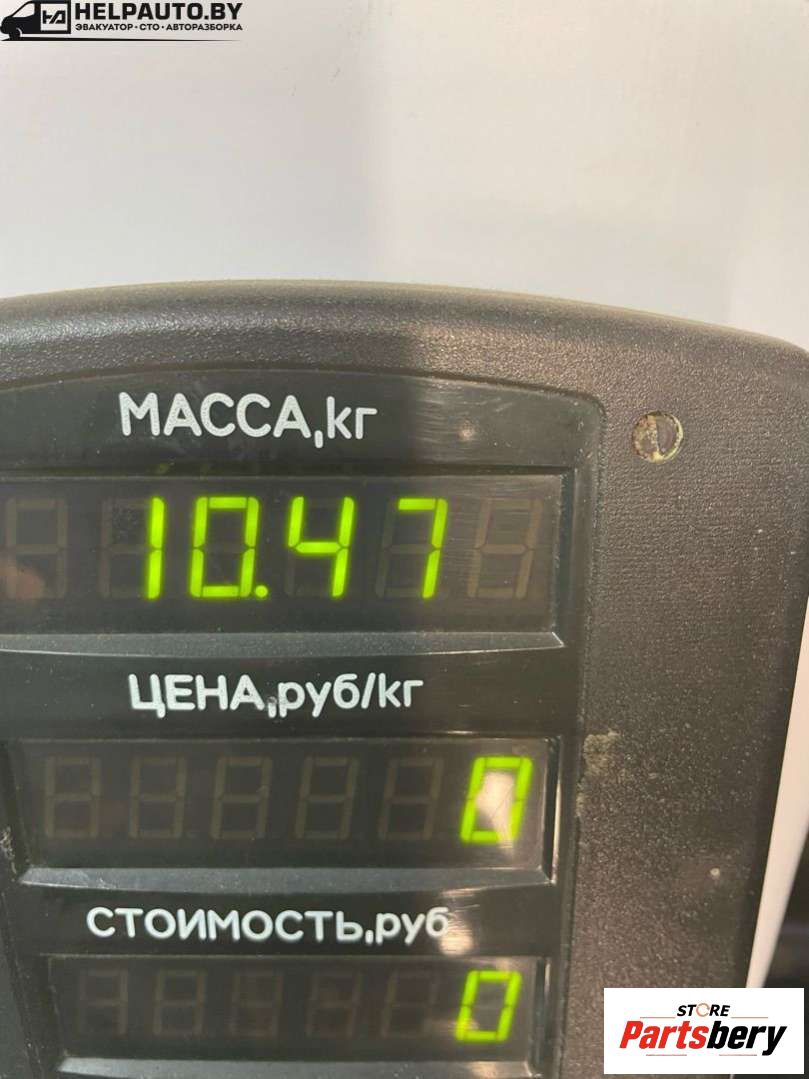 HELPAUTO.BY
ЭВАКУАТОР • СТО • АВТОРАЗБОРКА
МАССА,кг
10.47
ЦЕНА,руб/кг
0
СТОИМОСТЬ,руб
0
STORE
Partsbery